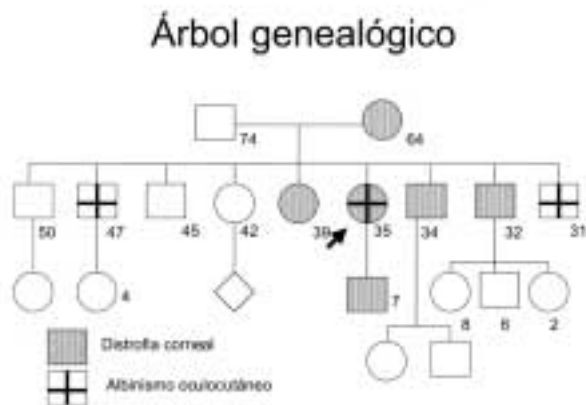 Árbol genealógico
74 64
50 47 45 42 39 35 34 32 31
4 7 8 6 2
Distrofia corneal
Albinismo oculocutáneo